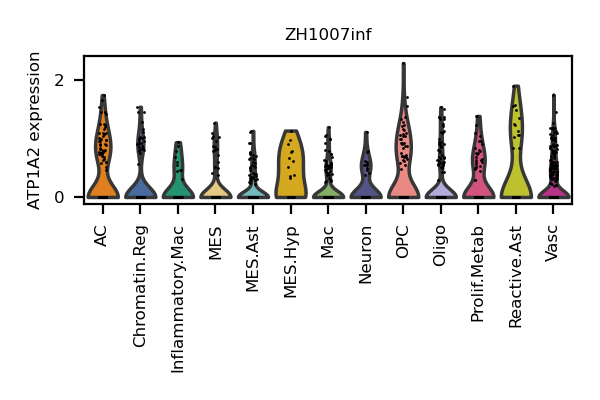 ZH1007inf
ATP1A2 expression
2
0
AC
Chromatin.Reg
Inflammatory.Mac
MES
MES.Ast
MES.Hyp
Mac
Neuron
OPC
Oligo
Prolif.Metab
Reactive.Ast
Vasc